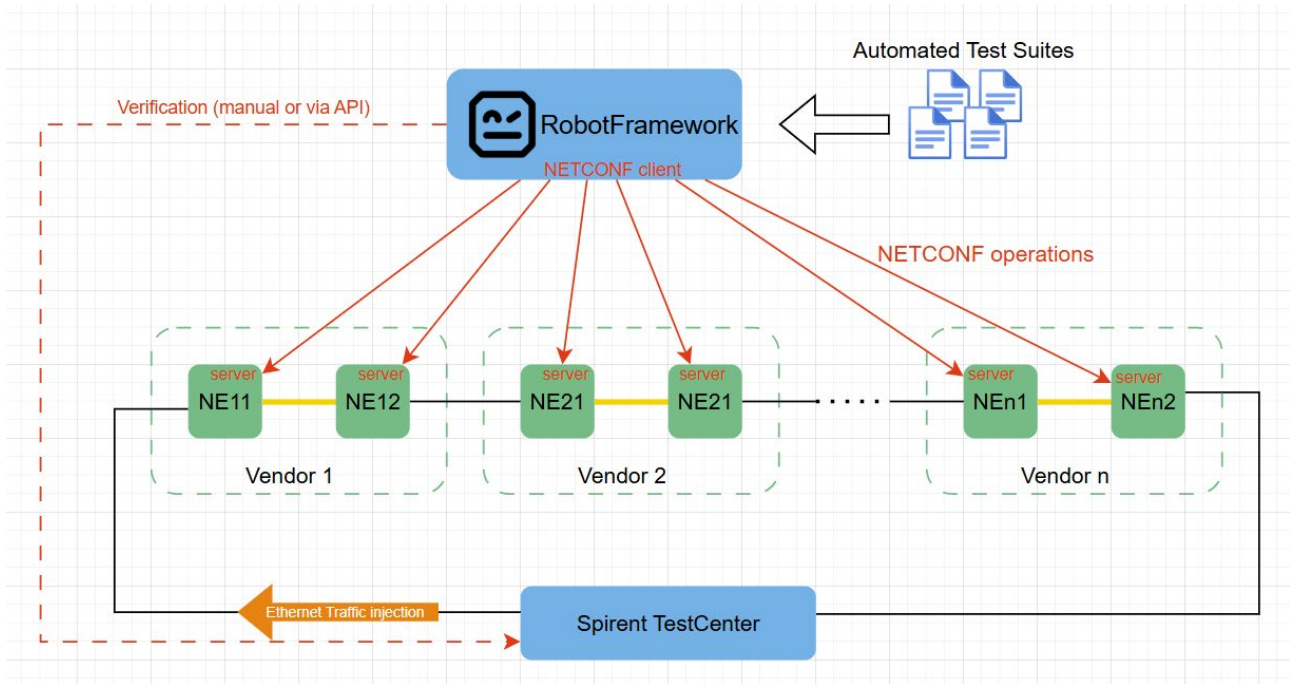 Automated Test Suites
Verification (manual or via API)
RobotFramework
NETCONF client
NETCONF operations
server
NE11
server
NE12
server
NE21
server
NE21
.....
server
NEn1
server
NEn2
Vendor 1
Vendor 2
Vendor n
Ethernet Traffic injection
Spirent TestCenter